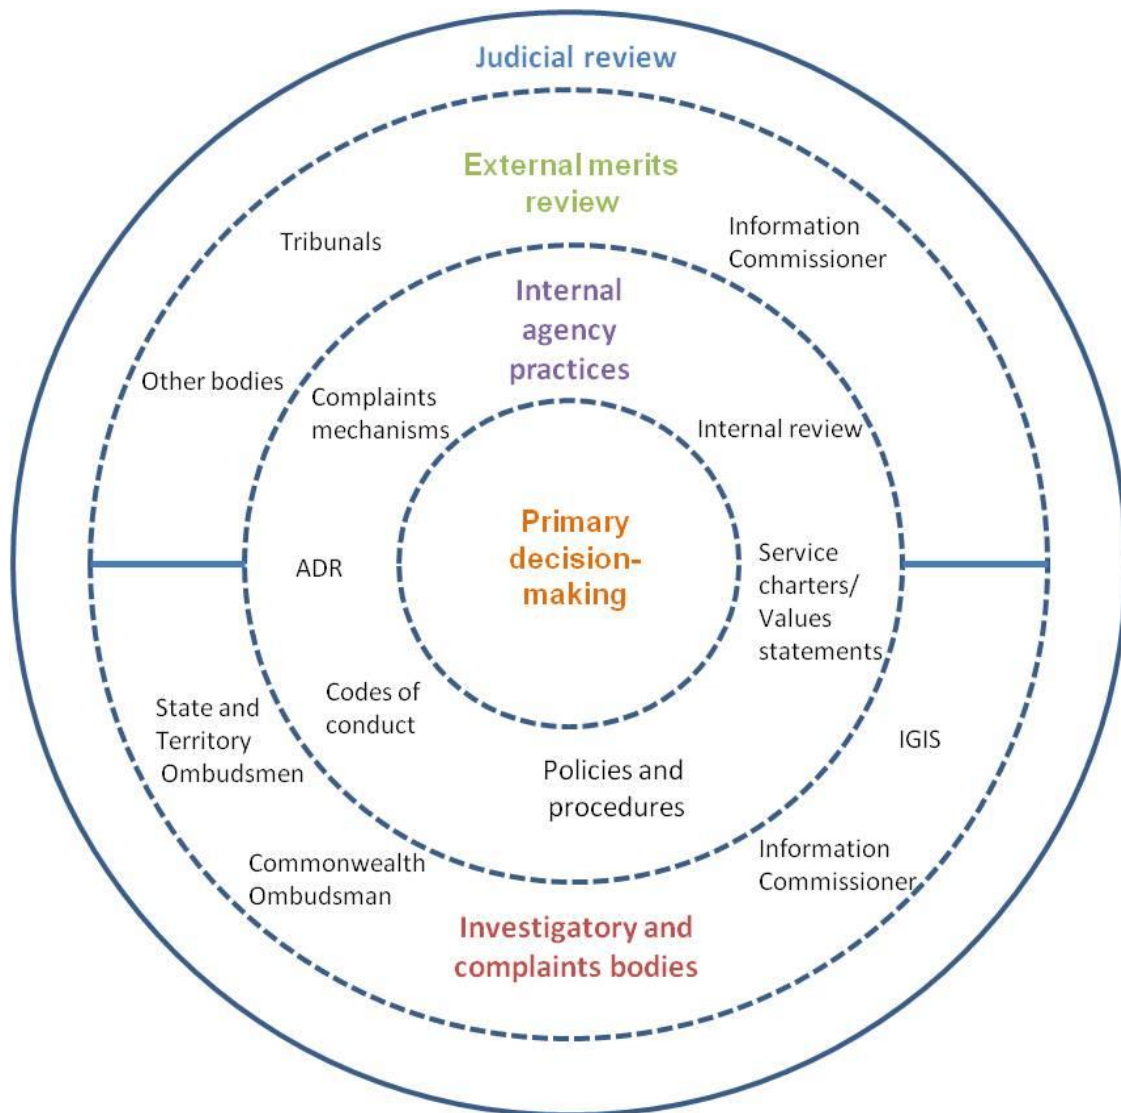 Judicial review
External merits
review
Tribunals
Information
Commissioner
Internal
agency
practices
Other bodies
Complaints
mechanisms
Internal review
Primary
decision-
making
ADR
Service
charters/
Values
statements
Codes of
conduct
State and
Territory
Ombudsmen
IGIS
Policies and
procedures
Commonwealth
Ombudsman
Information
Commissioner
Investigatory and
complaints bodies